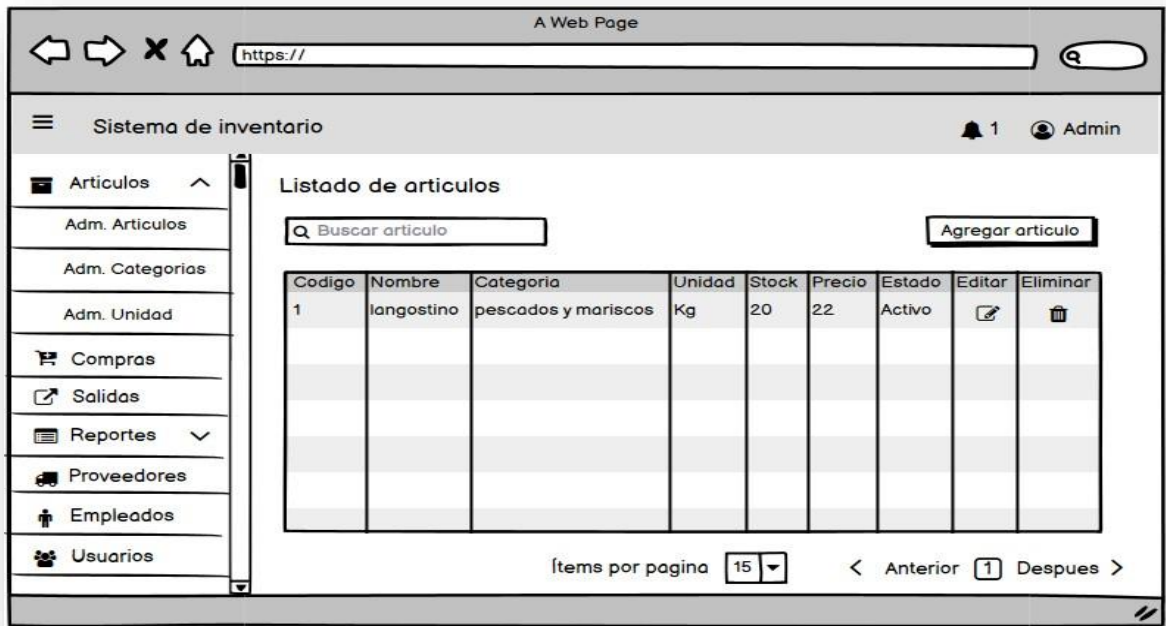 A Web Page
https://
Sistema de inventario
1
Admin
Articulos
Adm. Articulos
Adm. Categorias
Adm. Unidad
Compras
Salidas
Reportes
Proveedores
Empleados
Usuarios
Listado de articulos
Buscar articulo
Agregar articulo
Codigo Nombre Categoria Unidad Stock Precio Estado Editar Eliminar
1 langostino pescados y mariscos Kg 20 22 Activo
Ítems por pagina 15
Anterior 1 Despues